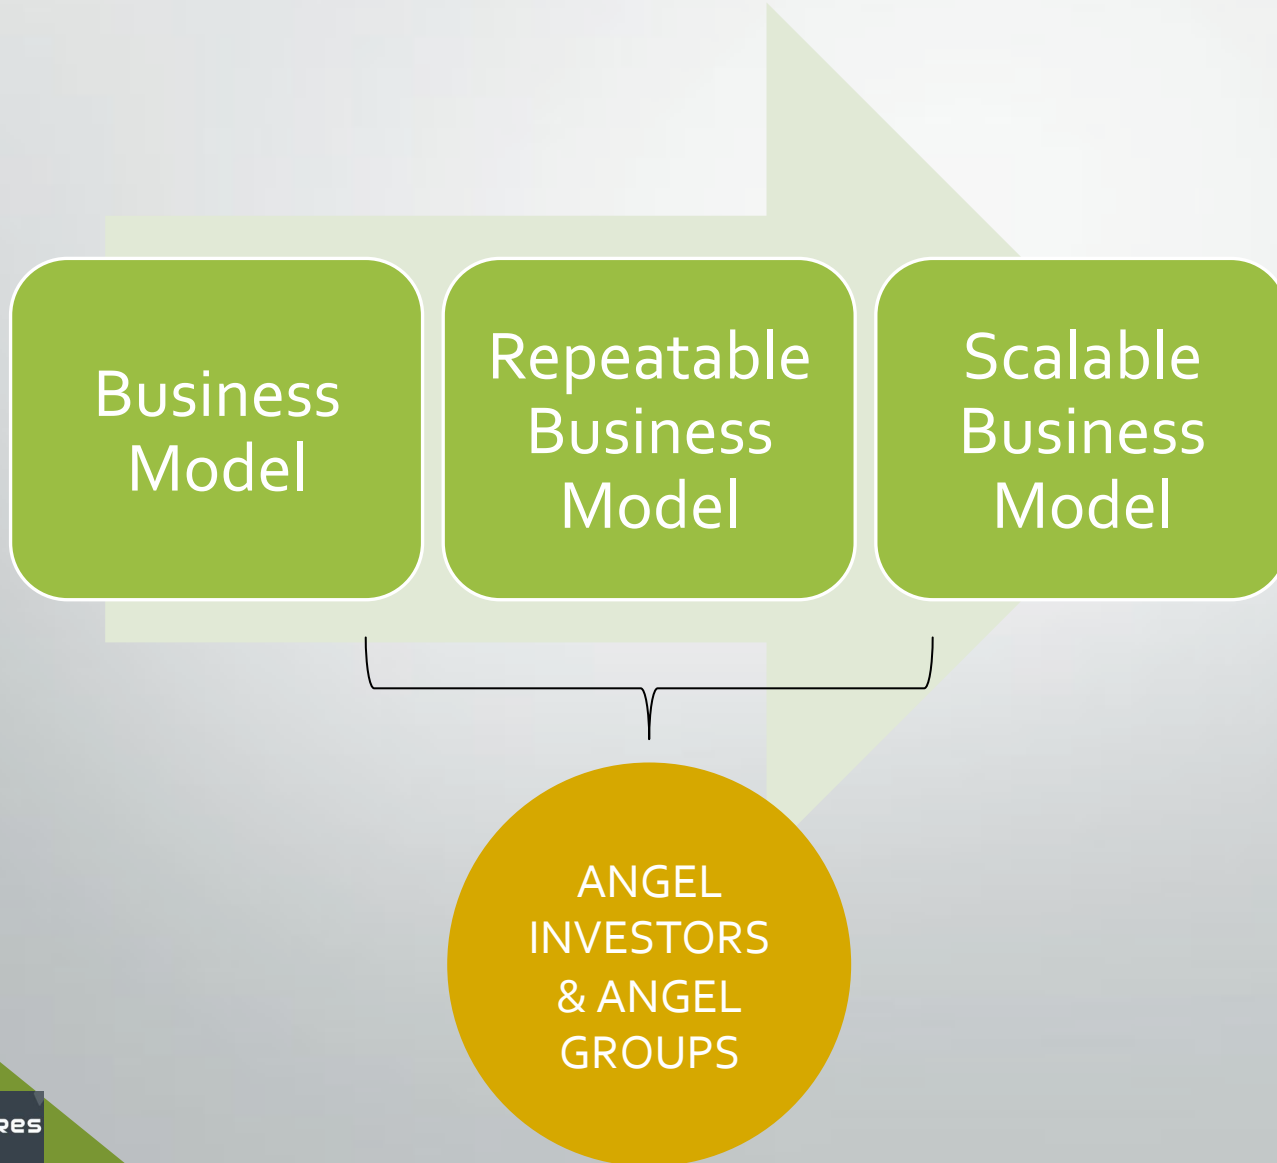 Business
Model
Repeatable
Business
Model
Scalable
Business
Model
ANGEL
INVESTORS
& ANGEL
GROUPS